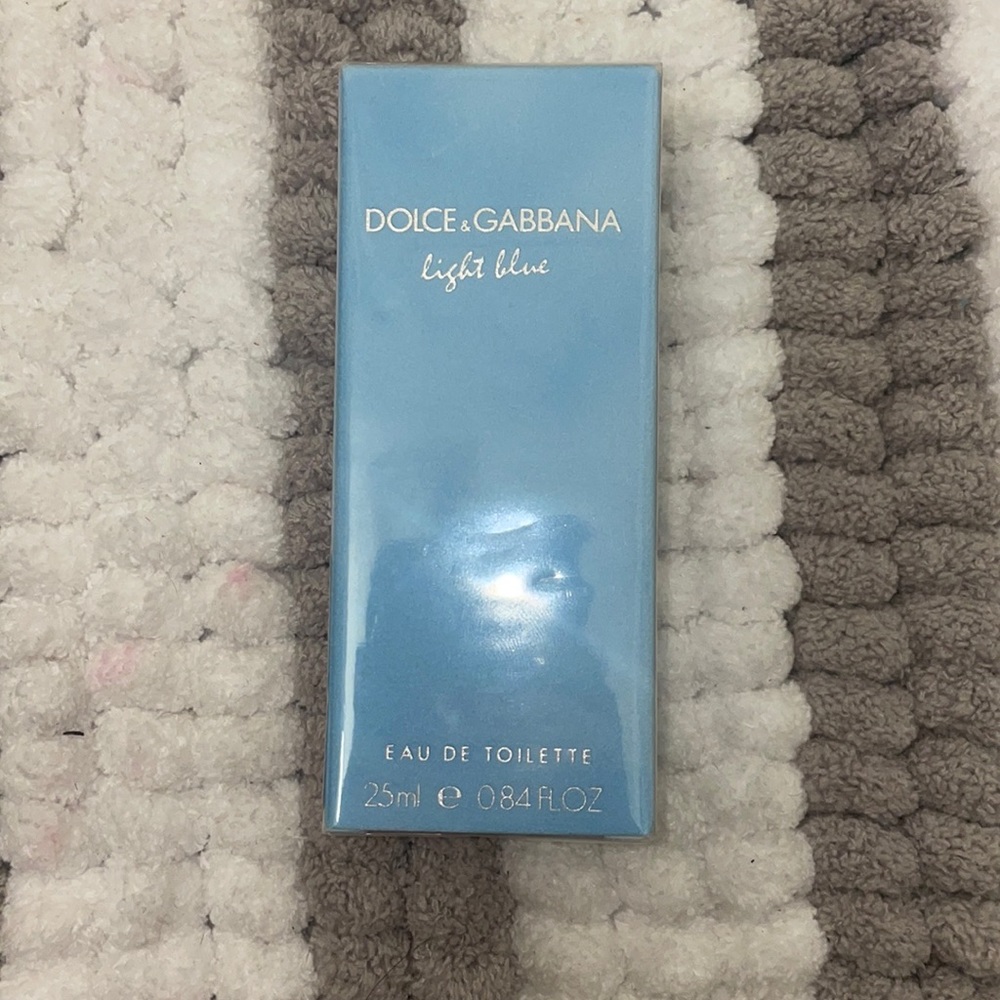 DOLCE & GABBANA
light blue
EAU DE TOILETTE
25ml e 0.84 FL.OZ